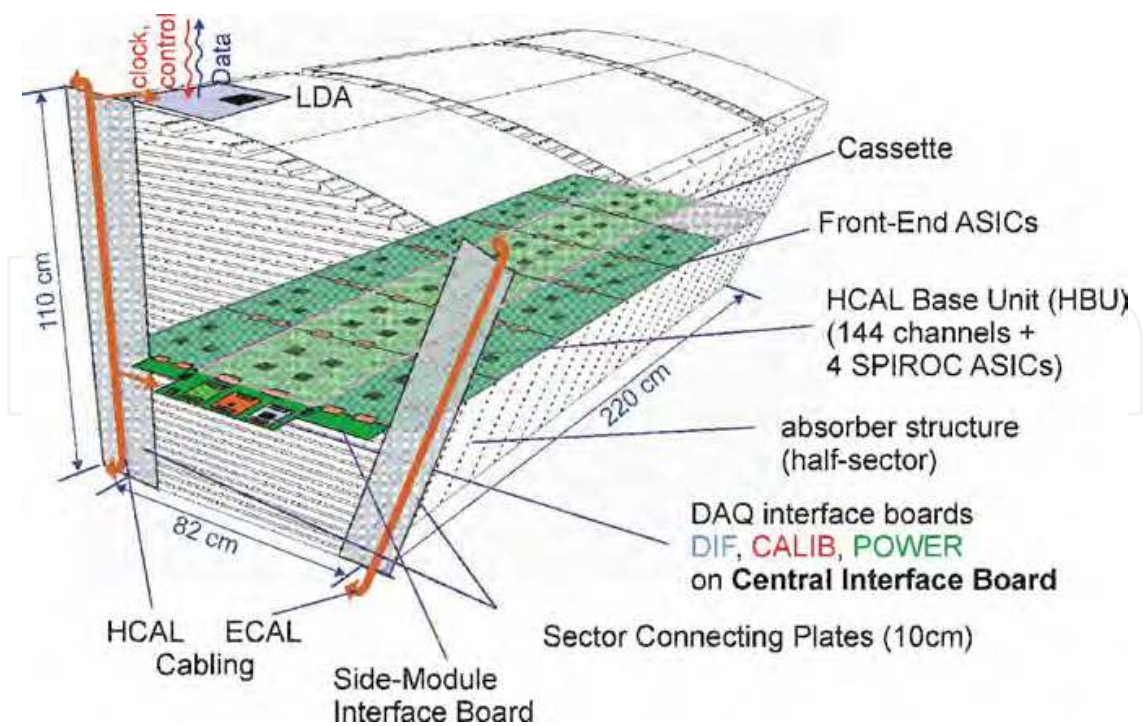 clock,
control
Data
LDA
Cassette
Front-End ASICs
HCAL Base Unit (HBU)
(144 channels +
4 SPIROC ASICs)
110 cm
220 cm
absorber structure
(half-sector)
82 cm
DAQ interface boards
DIF, CALIB, POWER
on Central Interface Board
HCAL ECAL
Cabling
Sector Connecting Plates (10cm)
Side-Module
Interface Board